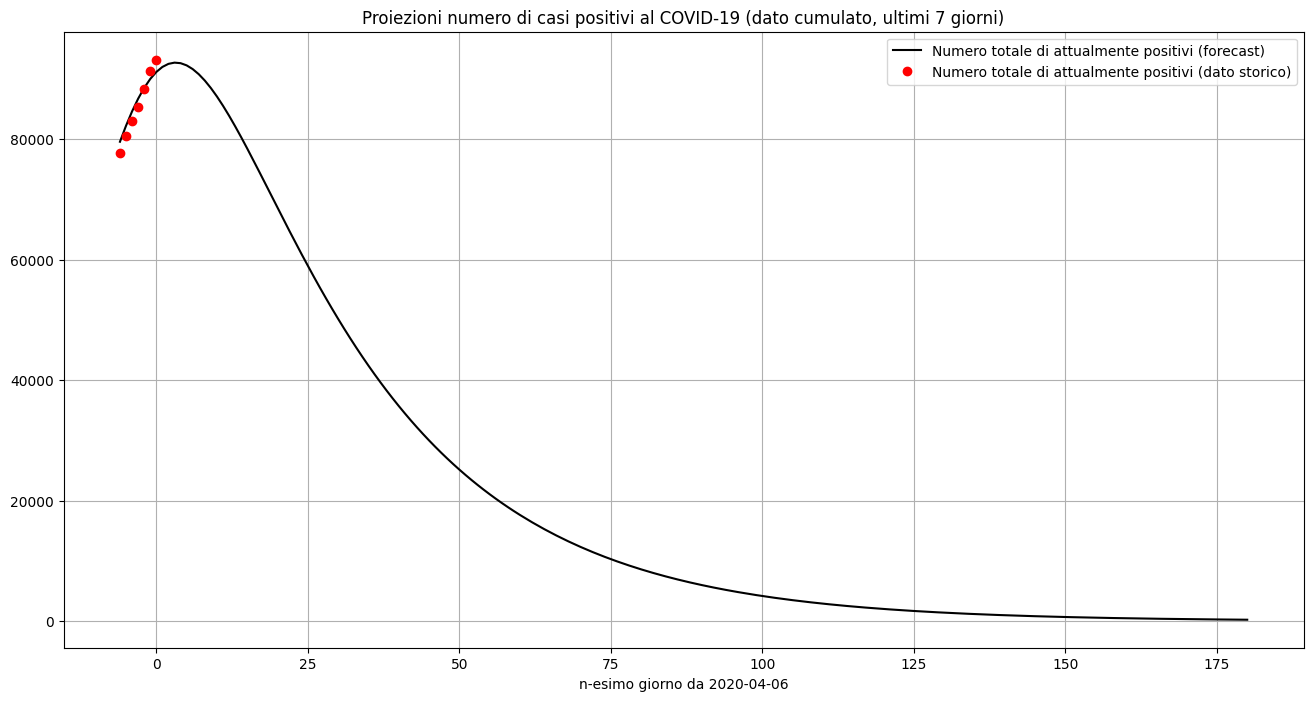 Proiezioni numero di casi positivi al COVID-19 (dato cumulato, ultimi 7 giorni)
Numero totale di attualmente positivi (forecast)
Numero totale di attualmente positivi (dato storico)
80000
60000
40000
20000
0
0 25 50 75 100 125 150 175
n-esimo giorno da 2020-04-06